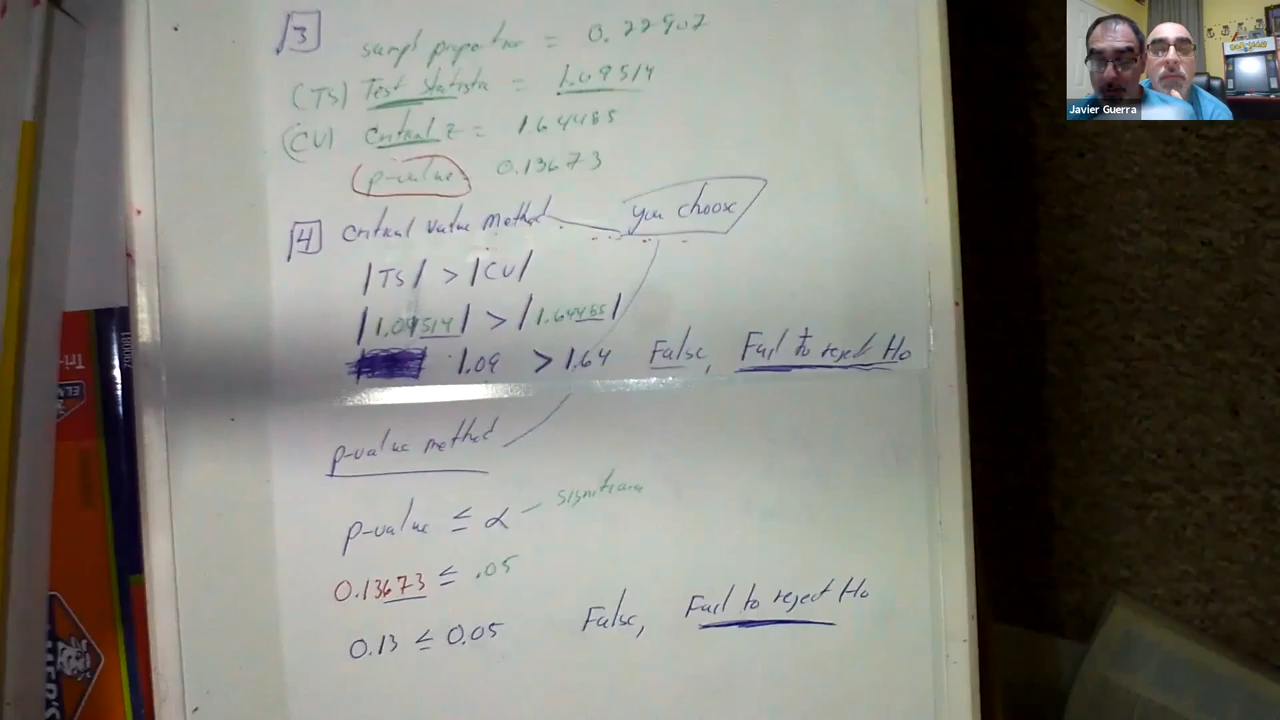 3
sample proportion = 0.22907
(TS) Test Statistic = 1.09514
(CV) Critical z = 1.64485
p-value 0.13673
4 Critical Value Method you choose
|TS| > |CV|
|1.09514| > |1.64485|
1.09 > 1.64 False, Fail to reject Ho
p-value method
p-value ≤ α significance
0.13673 ≤ .05
0.13 ≤ 0.05 False, Fail to reject Ho
Javier Guerra